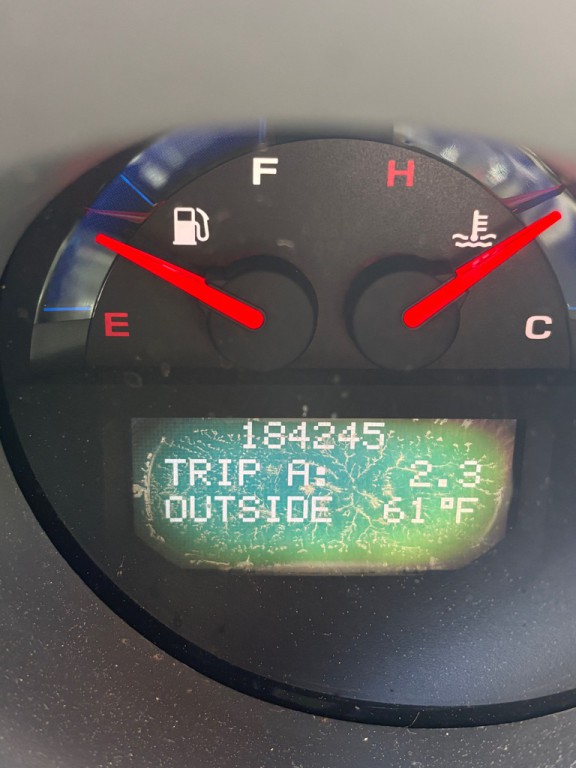 F H
E C
184245
TRIP A: 2.3
OUTSIDE 61°F